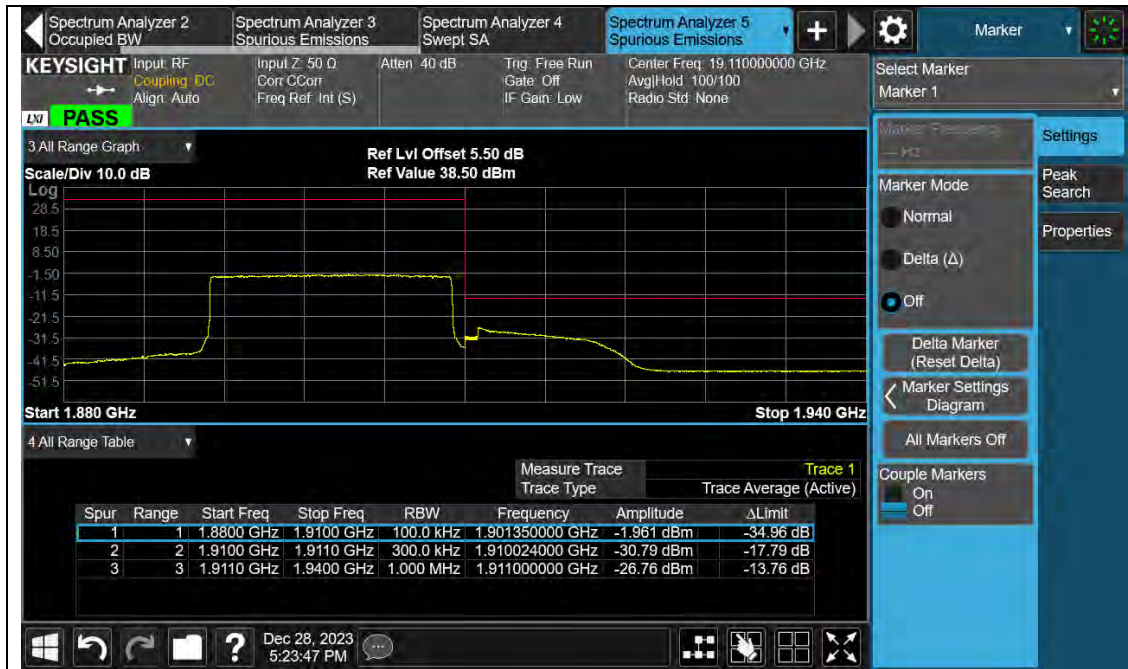 Spectrum Analyzer 2
Occupied BW
Spectrum Analyzer 3
Spurious Emissions
Spectrum Analyzer 4
Swept SA
Spectrum Analyzer 5
Spurious Emissions
+
Marker
KEYSIGHT
Input: RF
Coupling: DC
Align: Auto
Input Z: 50 Ω
Corr CCorr
Freq Ref: Int (S)
Atten: 40 dB
Trig: Free Run
Gate: Off
IF Gain: Low
Center Freq: 19.110000000 GHz
Avg|Hold: 100/100
Radio Std: None
LXI
PASS
3 All Range Graph
Scale/Div 10.0 dB
Ref Lvl Offset 5.50 dB
Ref Value 38.50 dBm
Log
28.5
18.5
8.50
-1.50
-11.5
-21.5
-31.5
-41.5
-51.5
Start 1.880 GHz
Stop 1.940 GHz
4 All Range Table
Measure Trace Trace 1
Trace Type Trace Average (Active)
Spur Range Start Freq Stop Freq RBW Frequency Amplitude ΔLimit
1 1 1.8800 GHz 1.9100 GHz 100.0 kHz 1.901350000 GHz -1.961 dBm -34.96 dB
2 2 1.9100 GHz 1.9110 GHz 300.0 kHz 1.910024000 GHz -30.79 dBm -17.79 dB
3 3 1.9110 GHz 1.9400 GHz 1.000 MHz 1.911000000 GHz -26.76 dBm -13.76 dB
Select Marker
Marker 1
Marker Frequency
--- Hz
Marker Mode
Normal
Delta (Δ)
Off
Delta Marker
(Reset Delta)
Marker Settings
Diagram
All Markers Off
Couple Markers
On
Off
Settings
Peak
Search
Properties
?
Dec 28, 2023
5:23:47 PM